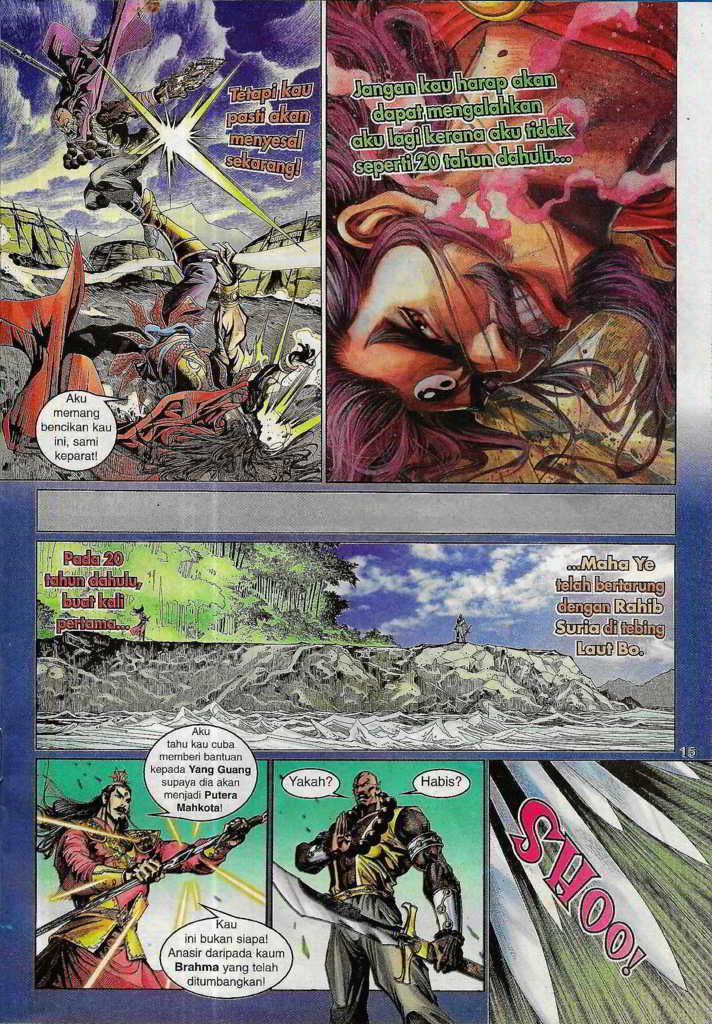 Tetapi kau
pasti akan
menyesal
sekarang!
Aku
memang
bencikan kau
ini, sami
keparat!
Jangan kau harap akan
dapat mengalahkan
aku lagi kerana aku tidak
seperti 20 tahun dahulu...
Pada 20
tahun dahulu,
buat kali
pertama...
...Maha Ye
telah bertarung
dengan Rahib
Suria di tebing
Laut Bo.
15
Aku
tahu kau cuba
memberi bantuan
kepada Yang Guang
supaya dia akan
menjadi Putera
Mahkota!
Kau
ini bukan siapa!
Anasir daripada kaum
Brahma yang telah
ditumbangkan!
Yakah?
Habis?
SHOO!